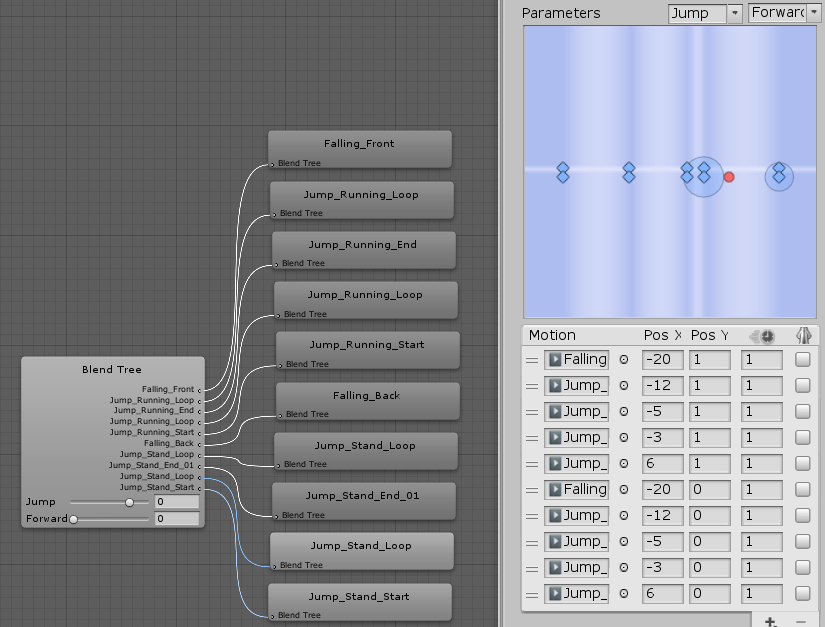 Parameters
Jump
Forward
Falling_Front
Blend Tree
Jump_Running_Loop
Blend Tree
Jump_Running_End
Blend Tree
Jump_Running_Loop
Blend Tree
Jump_Running_Start
Blend Tree
Falling_Back
Blend Tree
Jump_Stand_Loop
Blend Tree
Jump_Stand_End_01
Blend Tree
Jump_Stand_Loop
Blend Tree
Jump_Stand_Start
Blend Tree
Blend Tree
Falling_Front
Jump_Running_Loop
Jump_Running_End
Jump_Running_Loop
Jump_Running_Start
Falling_Back
Jump_Stand_Loop
Jump_Stand_End_01
Jump_Stand_Loop
Jump_Stand_Start
Jump 0
Forward 0
Motion Pos X Pos Y
Falling -20 1 1
Jump_ -12 1 1
Jump_ -5 1 1
Jump_ -3 1 1
Jump_ 6 1 1
Falling -20 0 1
Jump_ -12 0 1
Jump_ -5 0 1
Jump_ -3 0 1
Jump_ 6 0 1